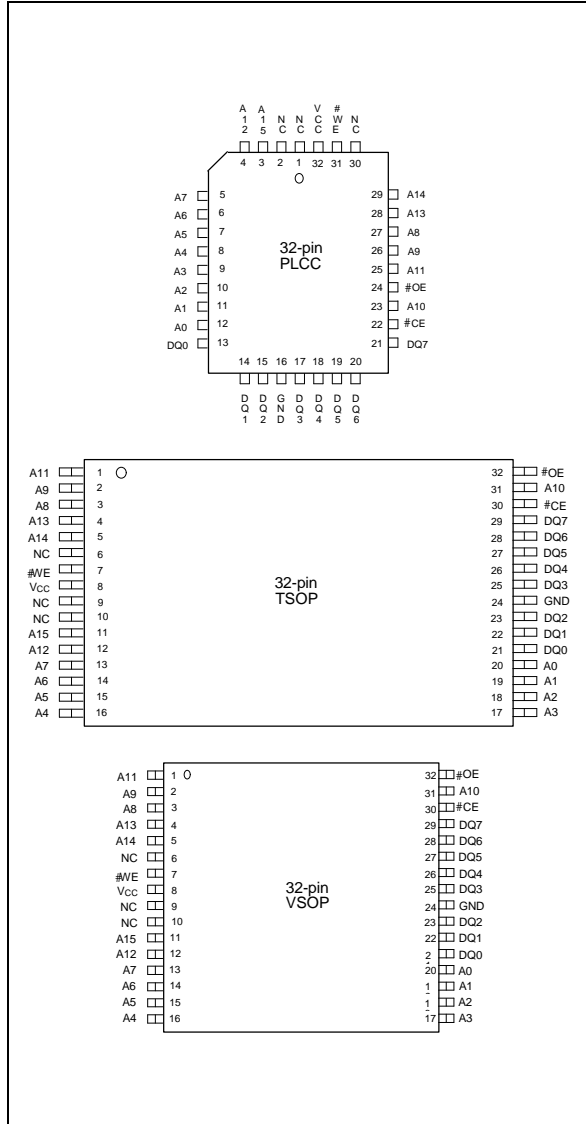 A12 A15 NC NC VCC #WE NC
4 3 2 1 32 31 30
A7 5 29 A14
A6 6 28 A13
A5 7 27 A8
A4 8 26 A9
A3 9 25 A11
A2 10 24 #OE
A1 11 23 A10
A0 12 22 #CE
DQ0 13 21 DQ7
32-pin
PLCC
14 15 16 17 18 19 20
DQ1 DQ2 GND DQ3 DQ4 DQ5 DQ6
A11 1 32 #OE
A9 2 31 A10
A8 3 30 #CE
A13 4 29 DQ7
A14 5 28 DQ6
NC 6 27 DQ5
#WE 7 26 DQ4
VCC 8 25 DQ3
NC 9 24 GND
NC 10 23 DQ2
A15 11 22 DQ1
A12 12 21 DQ0
A7 13 20 A0
A6 14 19 A1
A5 15 18 A2
A4 16 17 A3
32-pin
TSOP
A11 1 32 #OE
A9 2 31 A10
A8 3 30 #CE
A13 4 29 DQ7
A14 5 28 DQ6
NC 6 27 DQ5
#WE 7 26 DQ4
VCC 8 25 DQ3
NC 9 24 GND
NC 10 23 DQ2
A15 11 22 DQ1
A12 12 2 DQ0
A7 13 20 A0
A6 14 1 A1
A5 15 1 A2
A4 16 17 A3
32-pin
VSOP